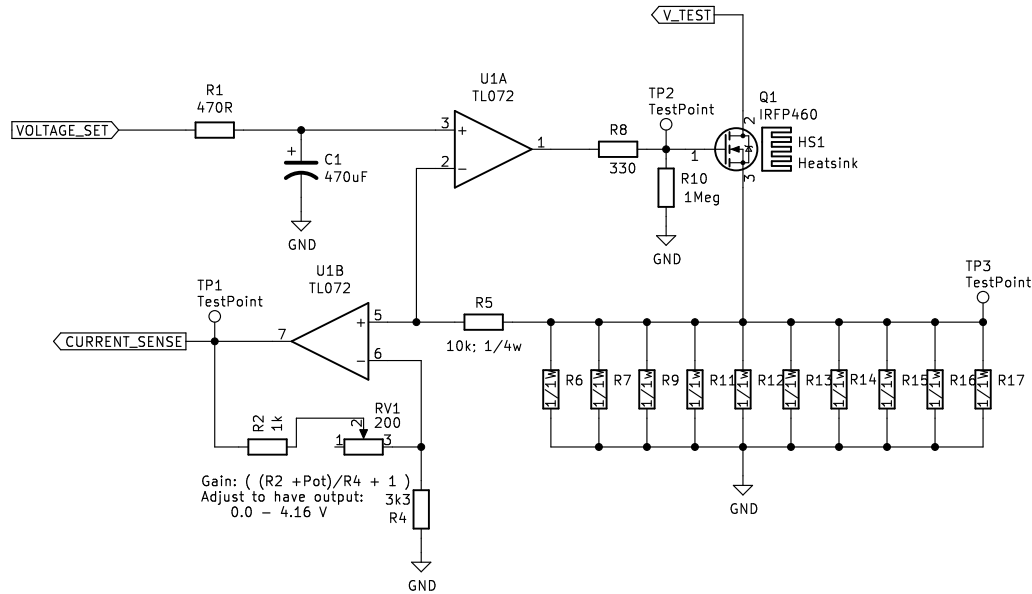 V_TEST
R1
470R
VOLTAGE_SET
+
C1
470uF
GND
U1A
TL072
3
+
2
−
1
R8
330
TP2
TestPoint
1
R10
1Meg
GND
Q1
IRFP460
2
3
HS1
Heatsink
U1B
TL072
TP1
TestPoint
CURRENT_SENSE
7
+
5
−
6
R5
10k; 1/4w
TP3
TestPoint
1/1W
R6
1/1W
R7
1/1W
R9
1/1W
R11
1/1W
R12
1/1W
R13
1/1W
R14
1/1W
R15
1/1W
R16
1/1W
R17
GND
R2
1k
RV1
200
1
2
3
Gain: ( (R2 +Pot)/R4 + 1 )
Adjust to have output:
0.0 − 4.16 V
3k3
R4
GND